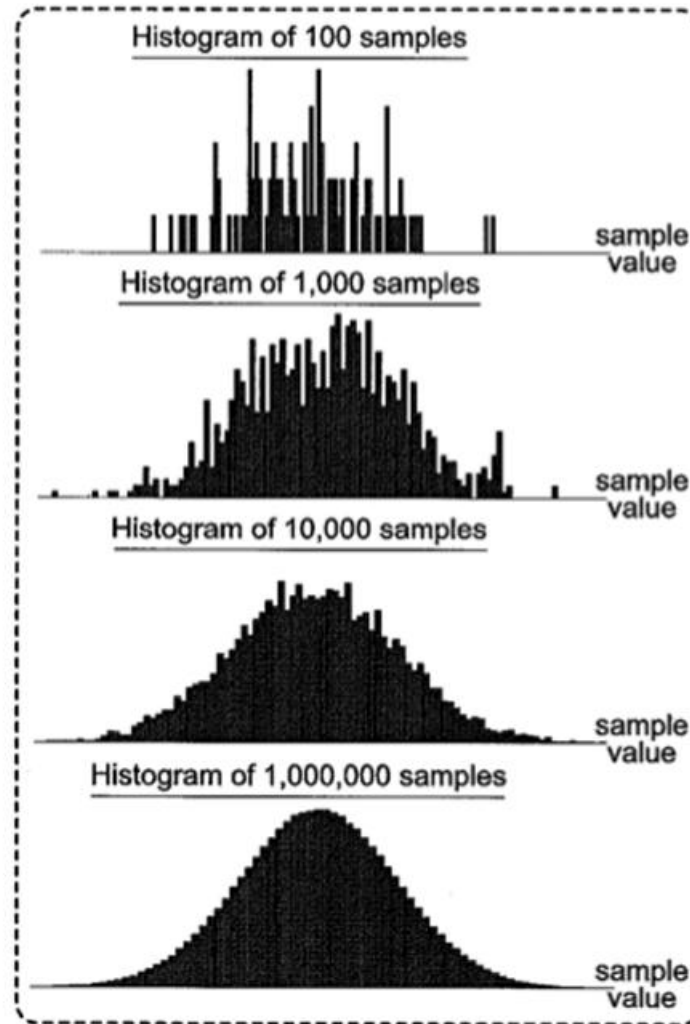 Histogram of 100 samples
sample
value
Histogram of 1,000 samples
sample
value
Histogram of 10,000 samples
sample
value
Histogram of 1,000,000 samples
sample
value